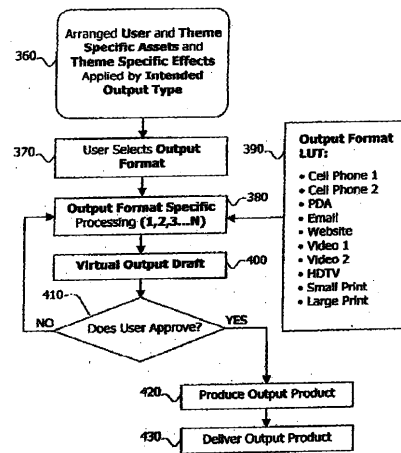 360
Arranged User and Theme
Specific Assets and
Theme Specific Effects
Applied by Intended
Output Type
370
User Selects Output
Format
380
Output Format Specific
Processing (1,2,3...N)
390
Output Format
LUT:
• Cell Phone 1
• Cell Phone 2
• PDA
• Email
• Website
• Video 1
• Video 2
• HDTV
• Small Print
• Large Print
Virtual Output Draft
400
410
NO
Does User Approve?
YES
420
Produce Output Product
430
Deliver Output Product